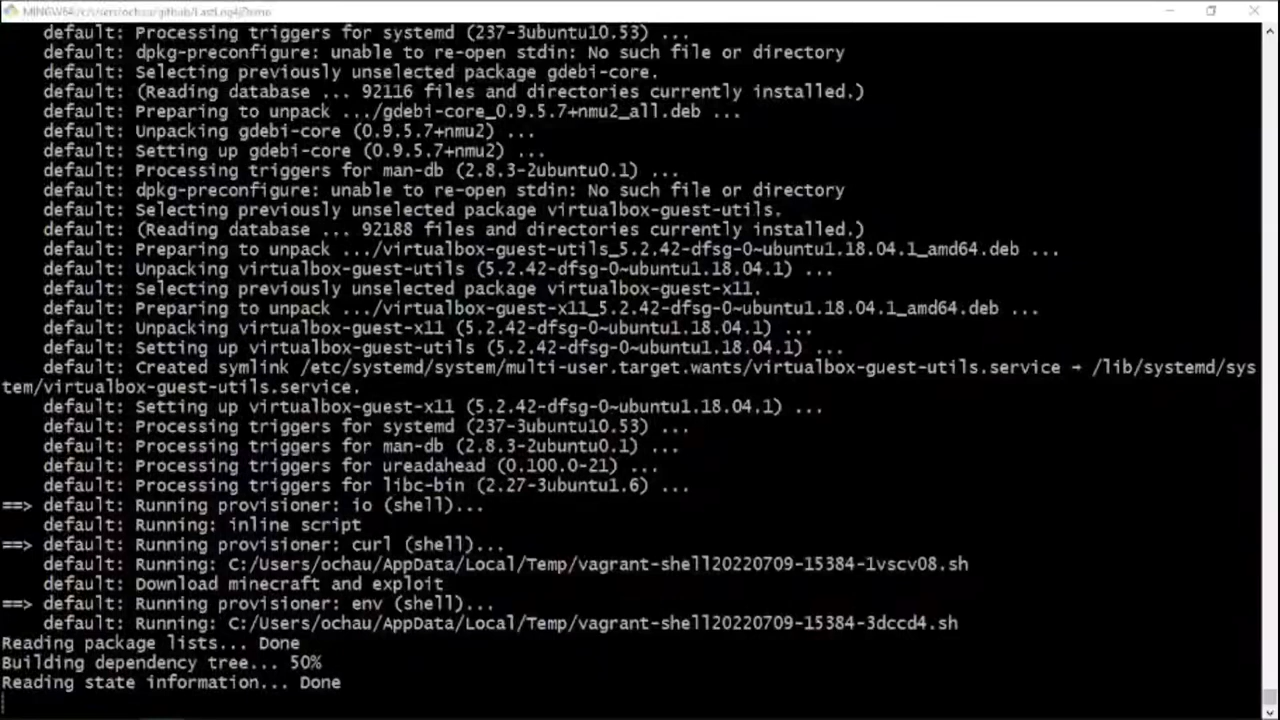 MINGW64:/c/Users/ochau/github/LastLog4jDemo
default: Processing triggers for systemd (237-3ubuntu10.53) ...
default: dpkg-preconfigure: unable to re-open stdin: No such file or directory
default: Selecting previously unselected package gdebi-core.
default: (Reading database ... 92116 files and directories currently installed.)
default: Preparing to unpack .../gdebi-core_0.9.5.7+nmu2_all.deb ...
default: Unpacking gdebi-core (0.9.5.7+nmu2) ...
default: Setting up gdebi-core (0.9.5.7+nmu2) ...
default: Processing triggers for man-db (2.8.3-2ubuntu0.1) ...
default: dpkg-preconfigure: unable to re-open stdin: No such file or directory
default: Selecting previously unselected package virtualbox-guest-utils.
default: (Reading database ... 92188 files and directories currently installed.)
default: Preparing to unpack .../virtualbox-guest-utils_5.2.42-dfsg-0~ubuntu1.18.04.1_amd64.deb ...
default: Unpacking virtualbox-guest-utils (5.2.42-dfsg-0~ubuntu1.18.04.1) ...
default: Selecting previously unselected package virtualbox-guest-x11.
default: Preparing to unpack .../virtualbox-guest-x11_5.2.42-dfsg-0~ubuntu1.18.04.1_amd64.deb ...
default: Unpacking virtualbox-guest-x11 (5.2.42-dfsg-0~ubuntu1.18.04.1) ...
default: Setting up virtualbox-guest-utils (5.2.42-dfsg-0~ubuntu1.18.04.1) ...
default: Created symlink /etc/systemd/system/multi-user.target.wants/virtualbox-guest-utils.service → /lib/systemd/sys
tem/virtualbox-guest-utils.service.
default: Setting up virtualbox-guest-x11 (5.2.42-dfsg-0~ubuntu1.18.04.1) ...
default: Processing triggers for systemd (237-3ubuntu10.53) ...
default: Processing triggers for man-db (2.8.3-2ubuntu0.1) ...
default: Processing triggers for ureadahead (0.100.0-21) ...
default: Processing triggers for libc-bin (2.27-3ubuntu1.6) ...
==> default: Running provisioner: io (shell)...
default: Running: inline script
==> default: Running provisioner: curl (shell)...
default: Running: C:/Users/ochau/AppData/Local/Temp/vagrant-shell20220709-15384-1vscv08.sh
default: Download minecraft and exploit
==> default: Running provisioner: env (shell)...
default: Running: C:/Users/ochau/AppData/Local/Temp/vagrant-shell20220709-15384-3dccd4.sh
Reading package lists... Done
Building dependency tree... 50%
Reading state information... Done